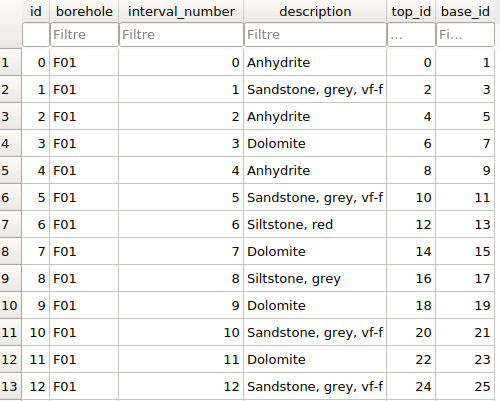 id borehole interval_number description top_id base_id
Filtre Filtre Filtre ... Fi...
1 0 F01 0 Anhydrite 0 1
2 1 F01 1 Sandstone, grey, vf-f 2 3
3 2 F01 2 Anhydrite 4 5
4 3 F01 3 Dolomite 6 7
5 4 F01 4 Anhydrite 8 9
6 5 F01 5 Sandstone, grey, vf-f 10 11
7 6 F01 6 Siltstone, red 12 13
8 7 F01 7 Dolomite 14 15
9 8 F01 8 Siltstone, grey 16 17
10 9 F01 9 Dolomite 18 19
11 10 F01 10 Sandstone, grey, vf-f 20 21
12 11 F01 11 Dolomite 22 23
13 12 F01 12 Sandstone, grey, vf-f 24 25